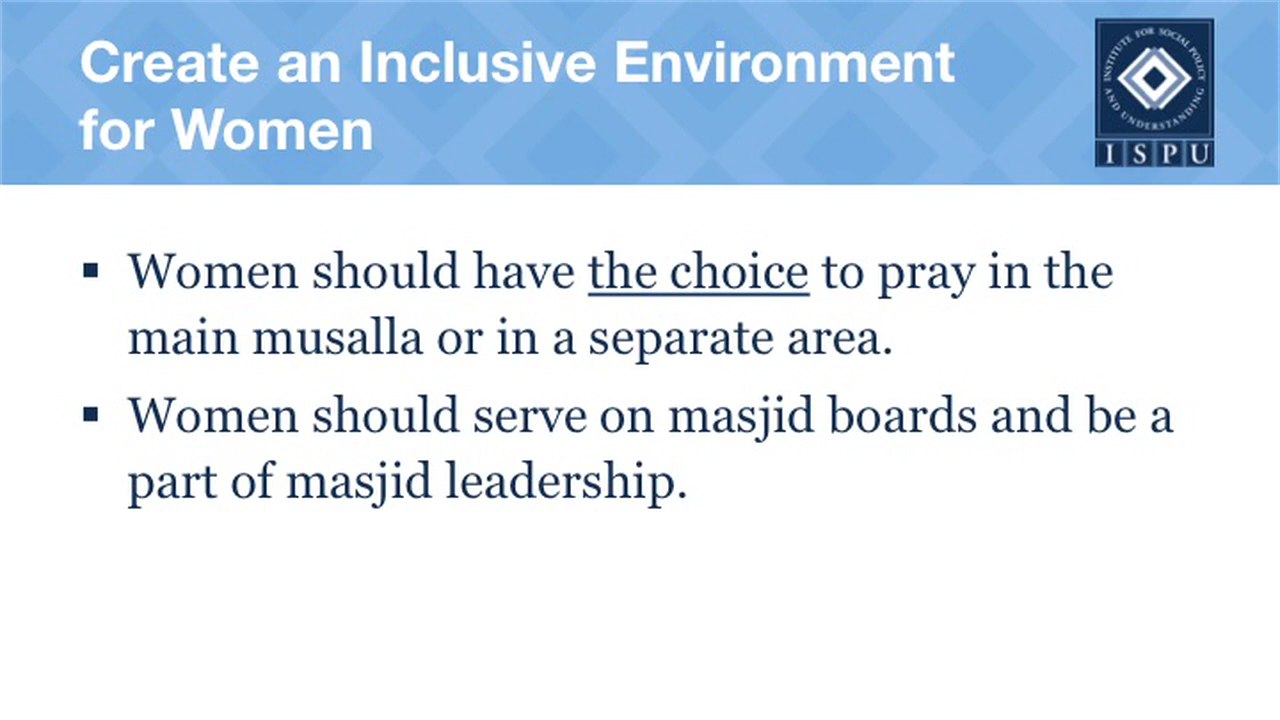 Create an Inclusive Environment
for Women
INSTITUTE FOR SOCIAL POLICY
AND UNDERSTANDING
ISPU
▪ Women should have the choice to pray in the
main musalla or in a separate area.
▪ Women should serve on masjid boards and be a
part of masjid leadership.